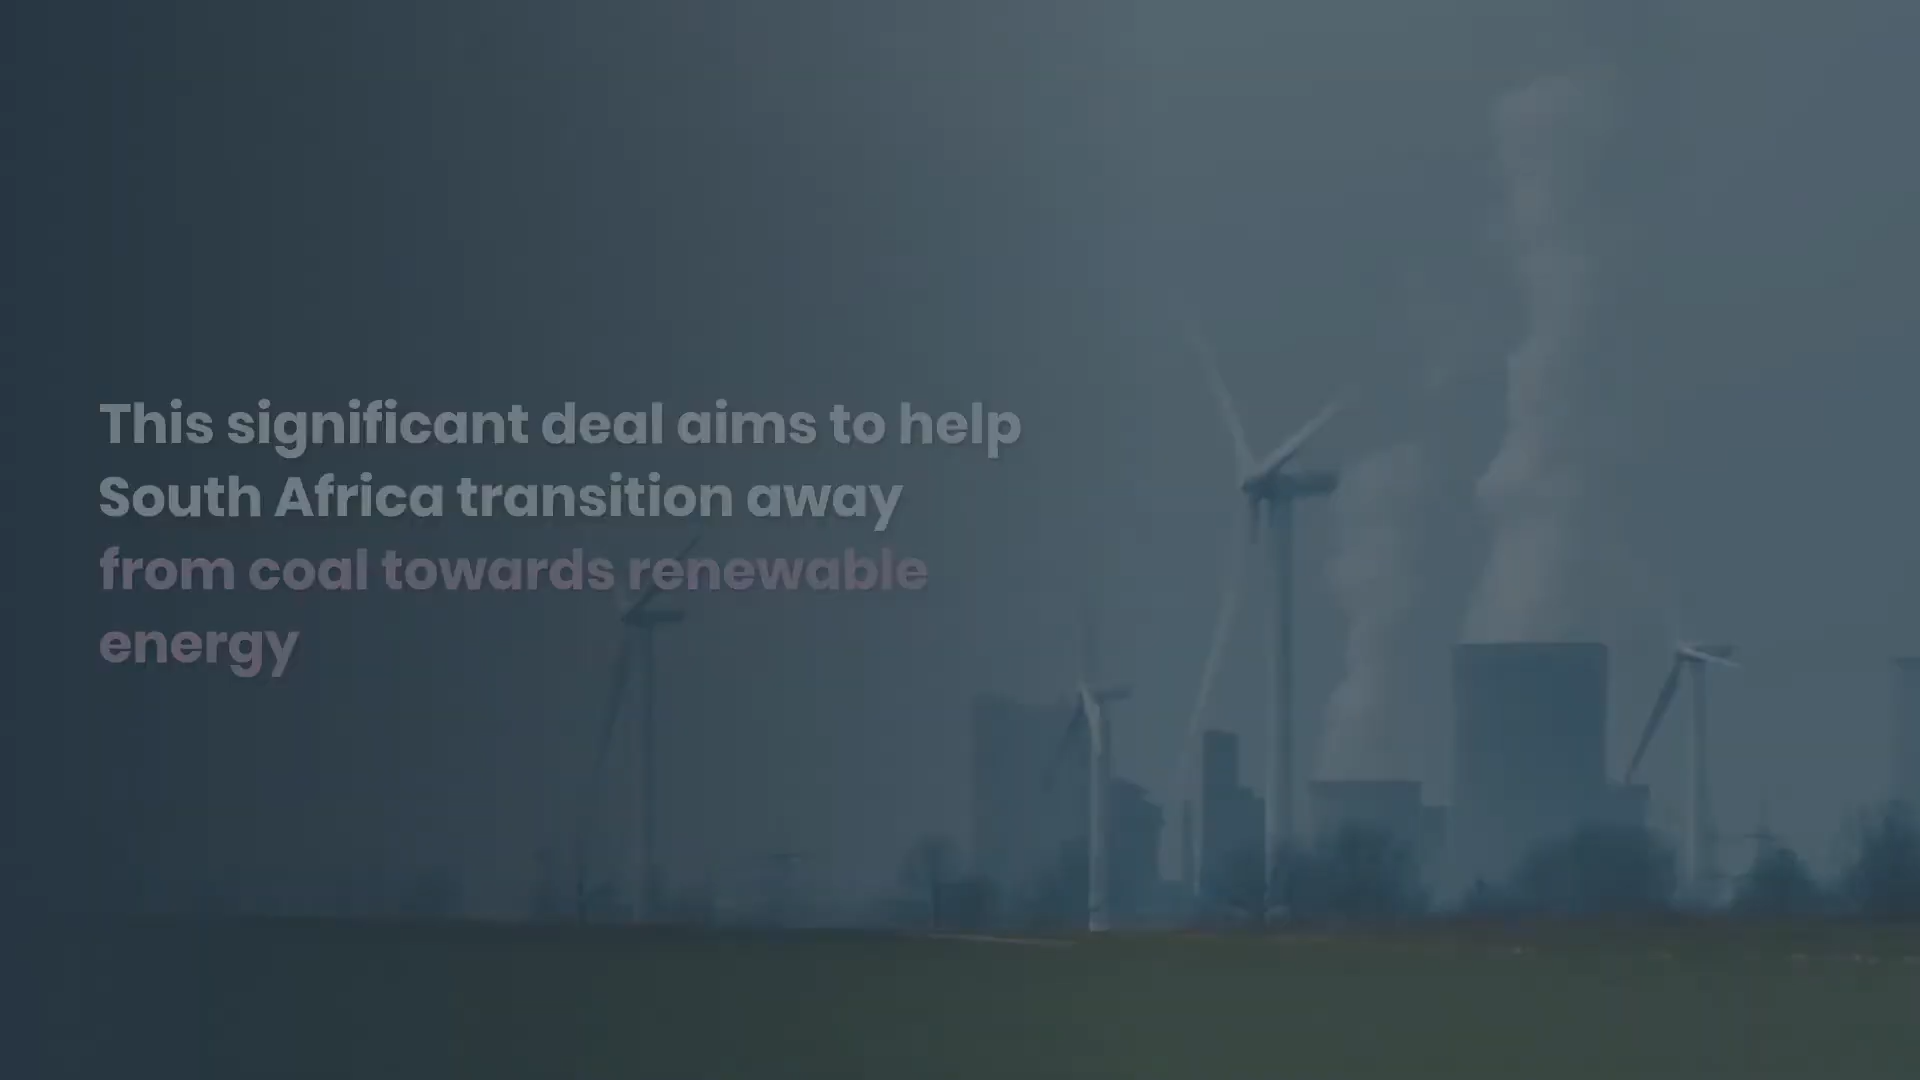 This significant deal aims to help
South Africa transition away
from coal towards renewable
energy